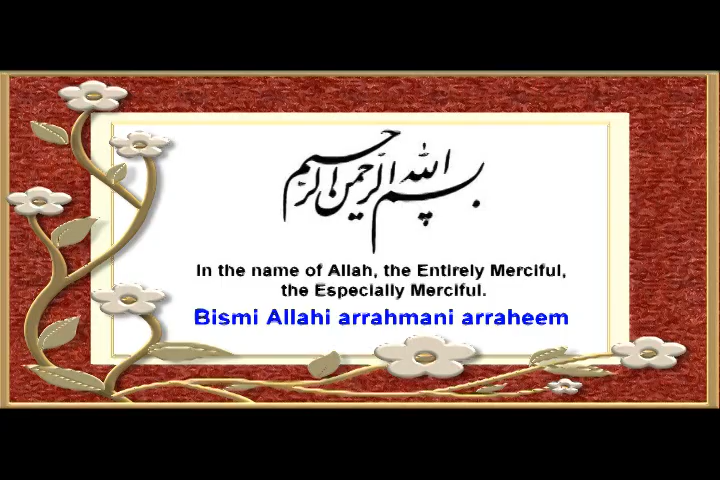 بسم الله الرحمن الرحیم
In the name of Allah, the Entirely Merciful,
the Especially Merciful.
Bismi Allahi arrahmani arraheem